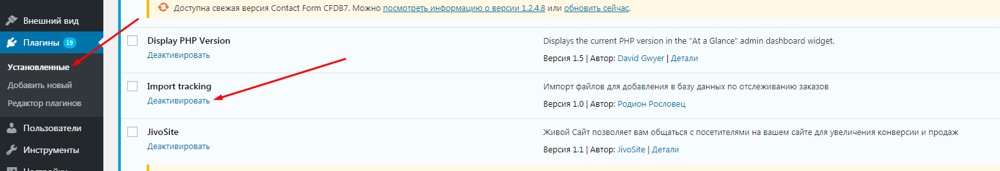 Доступна свежая версия Contact Form CFDB7. Можно посмотреть информацию о версии 1.2.4.8 или обновить сейчас.
Внешний вид
Плагины 19
Установленные
Добавить новый
Редактор плагинов
Пользователи
Инструменты
Настройки
Display PHP Version
Деактивировать
Displays the current PHP version in the "At a Glance" admin dashboard widget.
Версия 1.5 | Автор: David Gwyer | Детали
Import tracking
Деактивировать
Импорт файлов для добавления в базу данных по отслеживанию заказов
Версия 1.0 | Автор: Родион Рословец
JivoSite
Деактивировать
Живой Сайт позволяет вам общаться с посетителями на вашем сайте для увеличения конверсии и продаж
Версия 1.1 | Автор: JivoSite | Детали